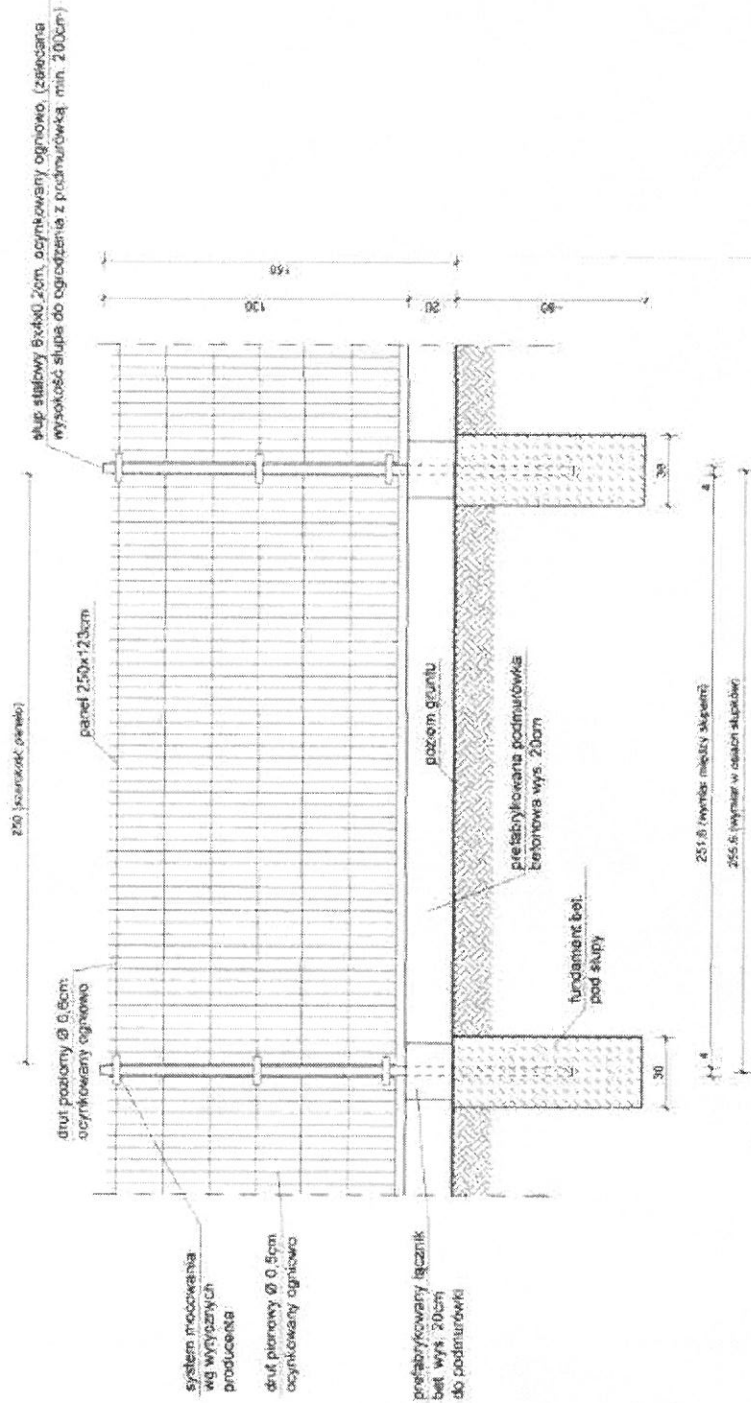 słup stalowy 6x4x0,2cm, ocynkowany ogniowo, (zalecana
wysokość słupa do ogrodzenia z podmurówką: min. 200cm)
250 (szerokość panelu)
panel 250x123cm
drut poziomy Ø 0,6cm
ocynkowany ogniowo
system mocowania
wg wytycznych
producenta
drut pionowy Ø 0,5cm
ocynkowany ogniowo
prefabrykowany łącznik
bet. wys. 20cm
do podmurówki
poziom gruntu
prefabrykowana podmurówka
betonowa wys. 20cm
fundament bet.
pod słupy
130
20
~80
30
30
4
4
251,6 (wymiar między słupami)
255,6 (wymiar w osiach słupków)